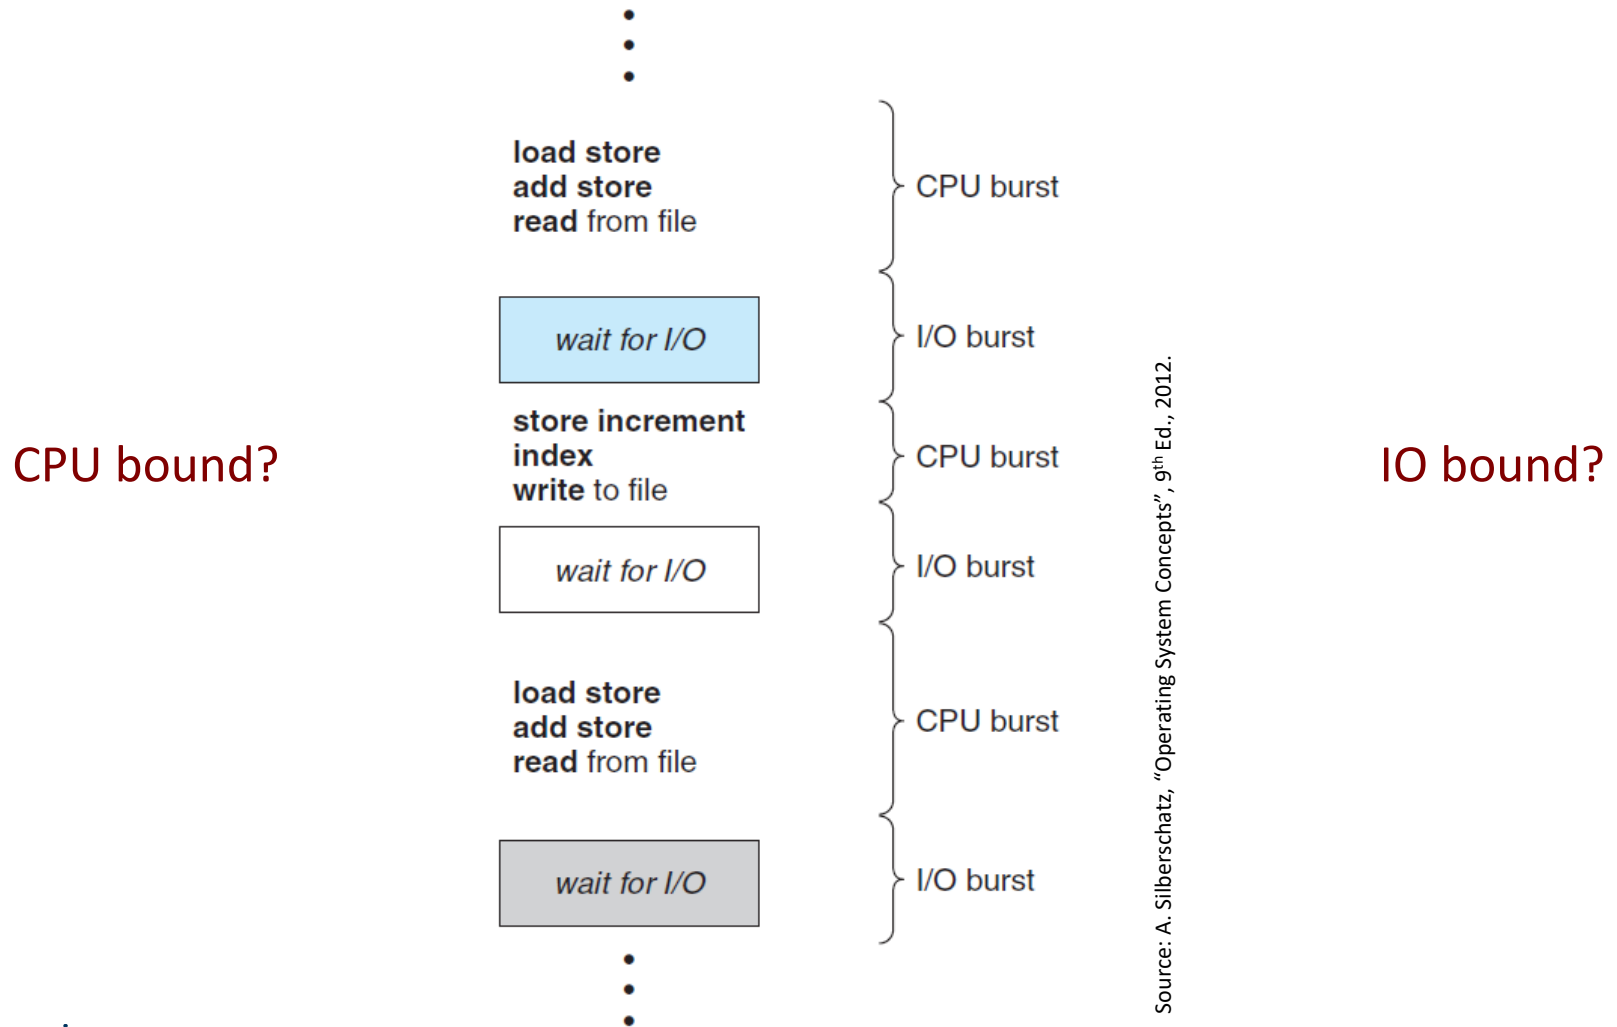 load store
add store
read from file
CPU burst
wait for I/O
I/O burst
store increment
index
write to file
CPU burst
CPU bound?
IO bound?
wait for I/O
I/O burst
load store
add store
read from file
CPU burst
wait for I/O
I/O burst
Source: A. Silberschatz, “Operating System Concepts”, 9th Ed., 2012.